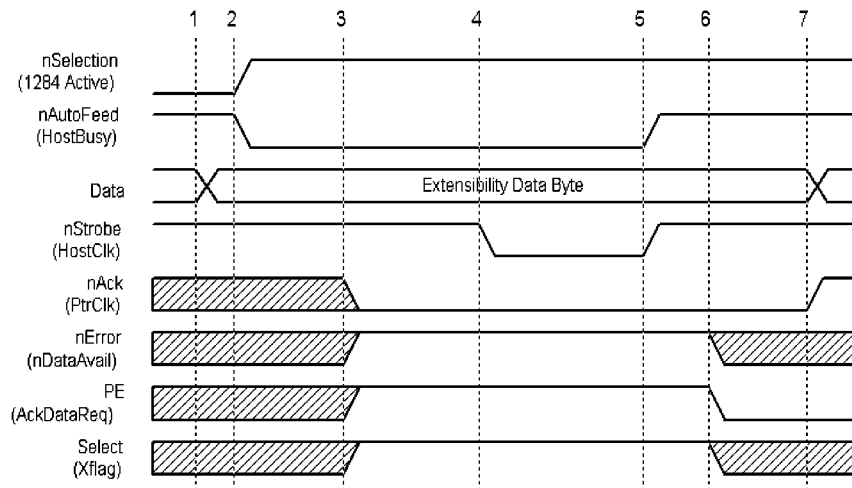 1 2 3 4 5 6 7
nSelection
(1284 Active)
nAutoFeed
(HostBusy)
Data
Extensibility Data Byte
nStrobe
(HostClk)
nAck
(PtrClk)
nError
(nDataAvail)
PE
(AckDataReq)
Select
(Xflag)